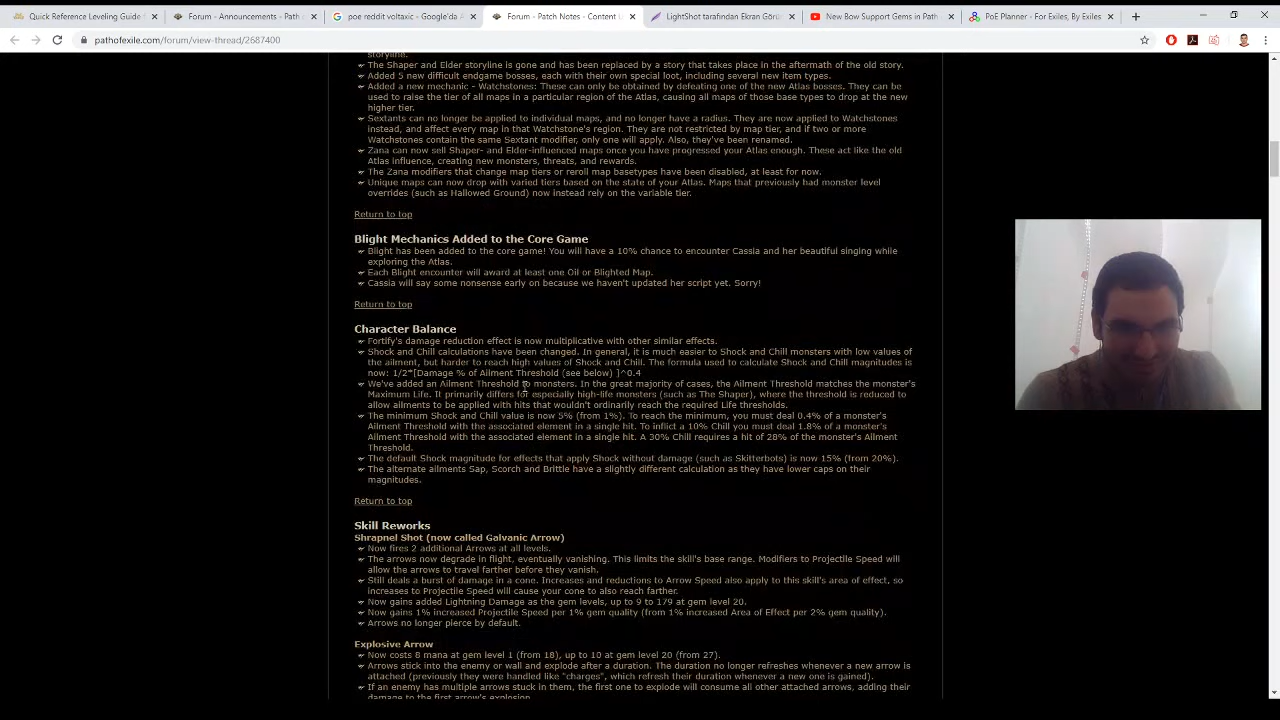 Quick Reference Leveling Guide
Forum - Announcements - Path
poe reddit voltaxic - Google'da A
Forum - Patch Notes - Content
LightShot tarafından Ekran Görü
New Bow Support Gems in Path
PoE Planner - For Exiles, By Exiles
pathofexile.com/forum/view-thread/2687400
storyline.
The Shaper and Elder storyline is gone and has been replaced by a story that takes place in the aftermath of the old story.
Added 5 new difficult endgame bosses, each with their own special loot, including several new item types.
Added a new mechanic - Watchstones: These can only be obtained by defeating one of the new Atlas bosses. They can be
used to raise the tier of all maps in a particular region of the Atlas, causing all maps of those base types to drop at the new
higher tier.
Sextants can no longer be applied to individual maps, and no longer have a radius. They are now applied to Watchstones
instead, and affect every map in that Watchstone's region. They are not restricted by map tier, and if two or more
Watchstones contain the same Sextant modifier, only one will apply. Also, they've been renamed.
Zana can now sell Shaper- and Elder-influenced maps once you have progressed your Atlas enough. These act like the old
Atlas influence, creating new monsters, threats, and rewards.
The Zana modifiers that change map tiers or reroll map basetypes have been disabled, at least for now.
Unique maps can now drop with varied tiers based on the state of your Atlas. Maps that previously had monster level
overrides (such as Hallowed Ground) now instead rely on the variable tier.
Return to top
Blight Mechanics Added to the Core Game
Blight has been added to the core game! You will have a 10% chance to encounter Cassia and her beautiful singing while
exploring the Atlas.
Each Blight encounter will award at least one Oil or Blighted Map.
Cassia will say some nonsense early on because we haven't updated her script yet. Sorry!
Return to top
Character Balance
Fortify's damage reduction effect is now multiplicative with other similar effects.
Shock and Chill calculations have been changed. In general, it is much easier to Shock and Chill monsters with low values of
the ailment, but harder to reach high values of Shock and Chill. The formula used to calculate Shock and Chill magnitudes is
now: 1/2*[Damage % of Ailment Threshold (see below) ]^0.4
We've added an Ailment Threshold to monsters. In the great majority of cases, the Ailment Threshold matches the monster's
Maximum Life. It primarily differs for especially high-life monsters (such as The Shaper), where the threshold is reduced to
allow ailments to be applied with hits that wouldn't ordinarily reach the required Life thresholds.
The minimum Shock and Chill value is now 5% (from 1%). To reach the minimum, you must deal 0.4% of a monster's
Ailment Threshold with the associated element in a single hit. To inflict a 10% Chill you must deal 1.8% of a monster's
Ailment Threshold with the associated element in a single hit. A 30% Chill requires a hit of 28% of the monster's Ailment
Threshold.
The default Shock magnitude for effects that apply Shock without damage (such as Skitterbots) is now 15% (from 20%).
The alternate ailments Sap, Scorch and Brittle have a slightly different calculation as they have lower caps on their
magnitudes.
Return to top
Skill Reworks
Shrapnel Shot (now called Galvanic Arrow)
Now fires 2 additional Arrows at all levels.
The arrows now degrade in flight, eventually vanishing. This limits the skill's base range. Modifiers to Projectile Speed will
allow the arrows to travel farther before they vanish.
Still deals a burst of damage in a cone. Increases and reductions to Arrow Speed also apply to this skill's area of effect, so
increases to Projectile Speed will cause your cone to also reach farther.
Now gains added Lightning Damage as the gem levels, up to 9 to 179 at gem level 20.
Now gains 1% increased Projectile Speed per 1% gem quality (from 1% increased Area of Effect per 2% gem quality).
Arrows no longer pierce by default.
Explosive Arrow
Now costs 8 mana at gem level 1 (from 18), up to 10 at gem level 20 (from 27).
Arrows stick into the enemy or wall and explode after a duration. The duration no longer refreshes whenever a new arrow is
attached (previously they were handled like "charges", which refresh their duration whenever a new one is gained).
If an enemy has multiple arrows stuck in them, the first one to explode will consume all other attached arrows, adding their
damage to the first arrow's explosion.